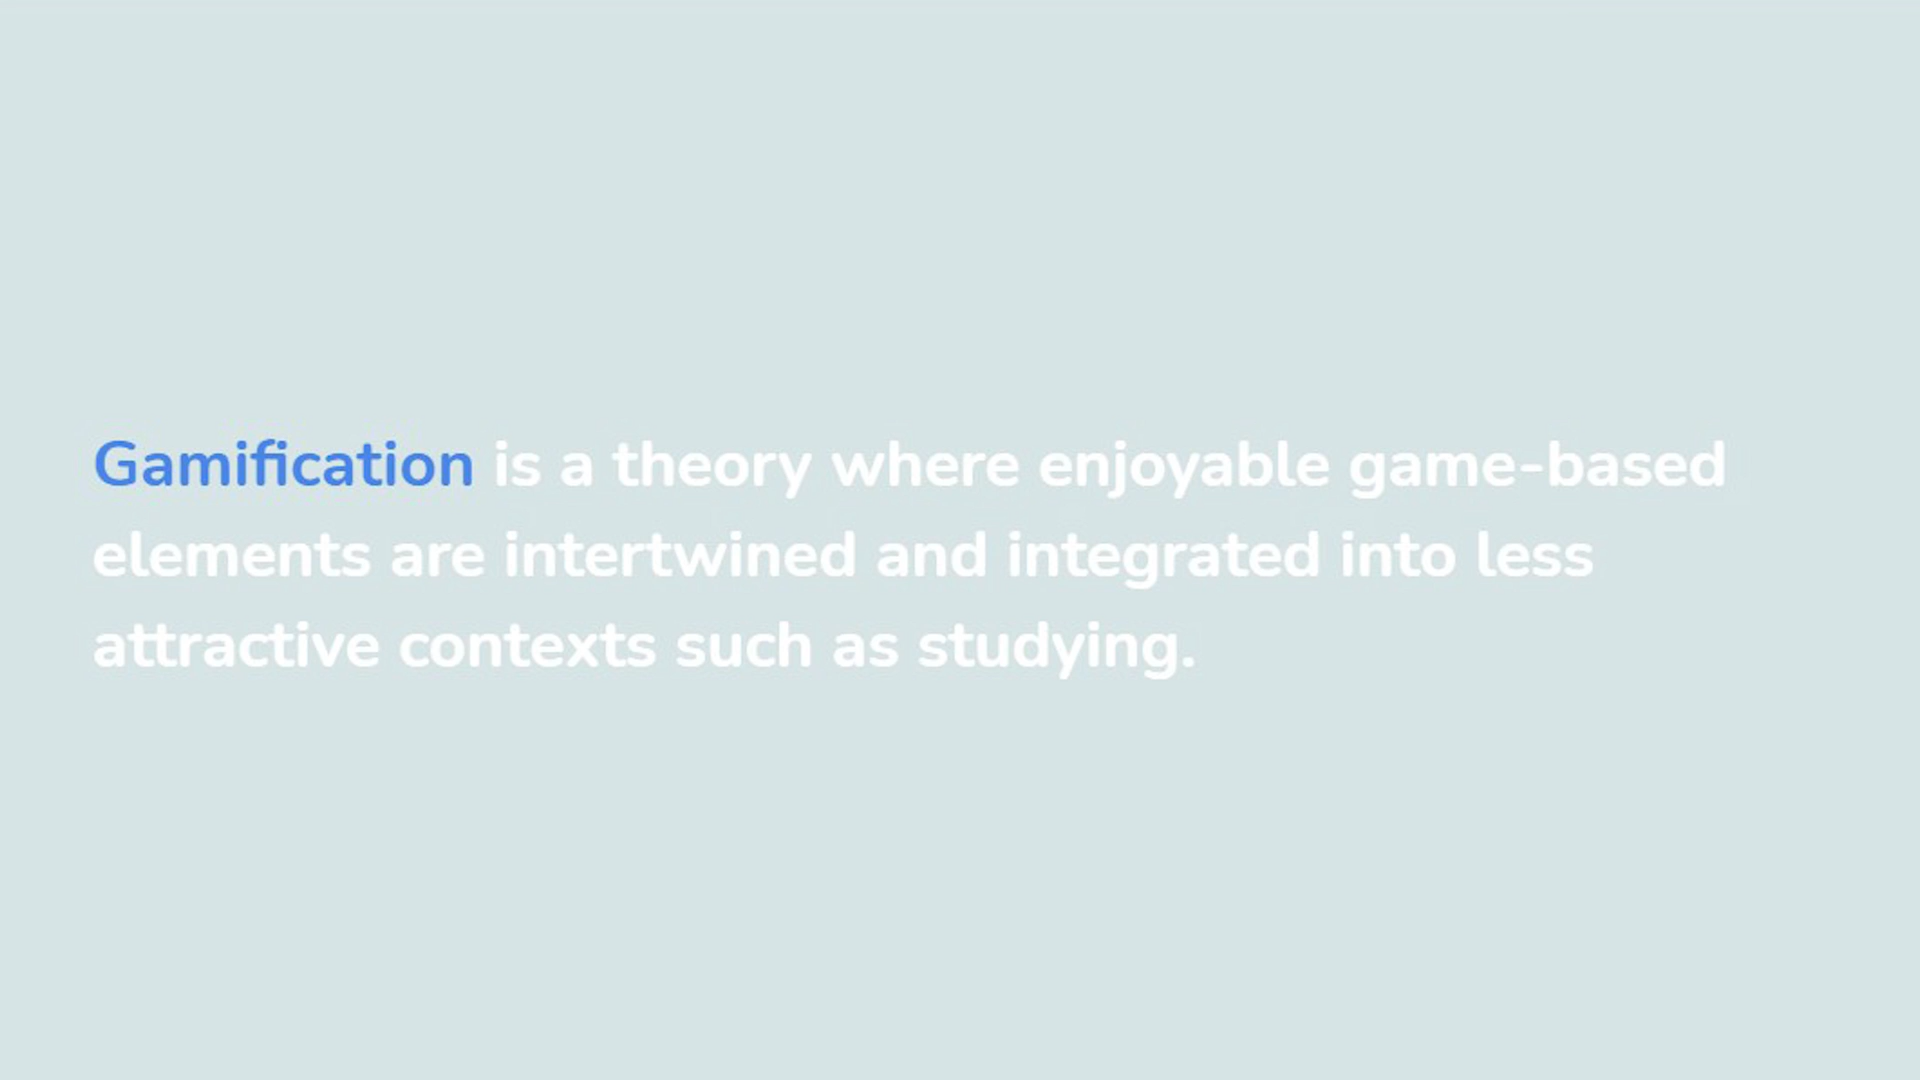 Gamification is a theory where enjoyable game-based
elements are intertwined and integrated into less
attractive contexts such as studying.